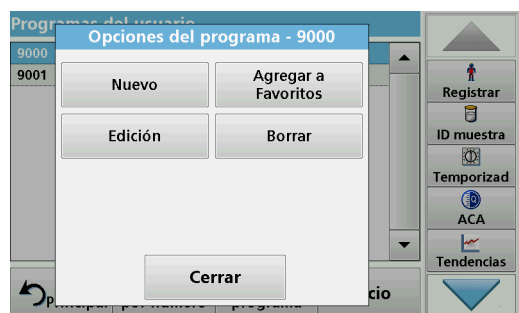 Programas del usuario
Opciones del programa - 9000
9000
9001
Nuevo
Agregar a
Favoritos
Edición
Borrar
Cerrar
Registrar
ID muestra
Temporizad
ACA
Tendencias